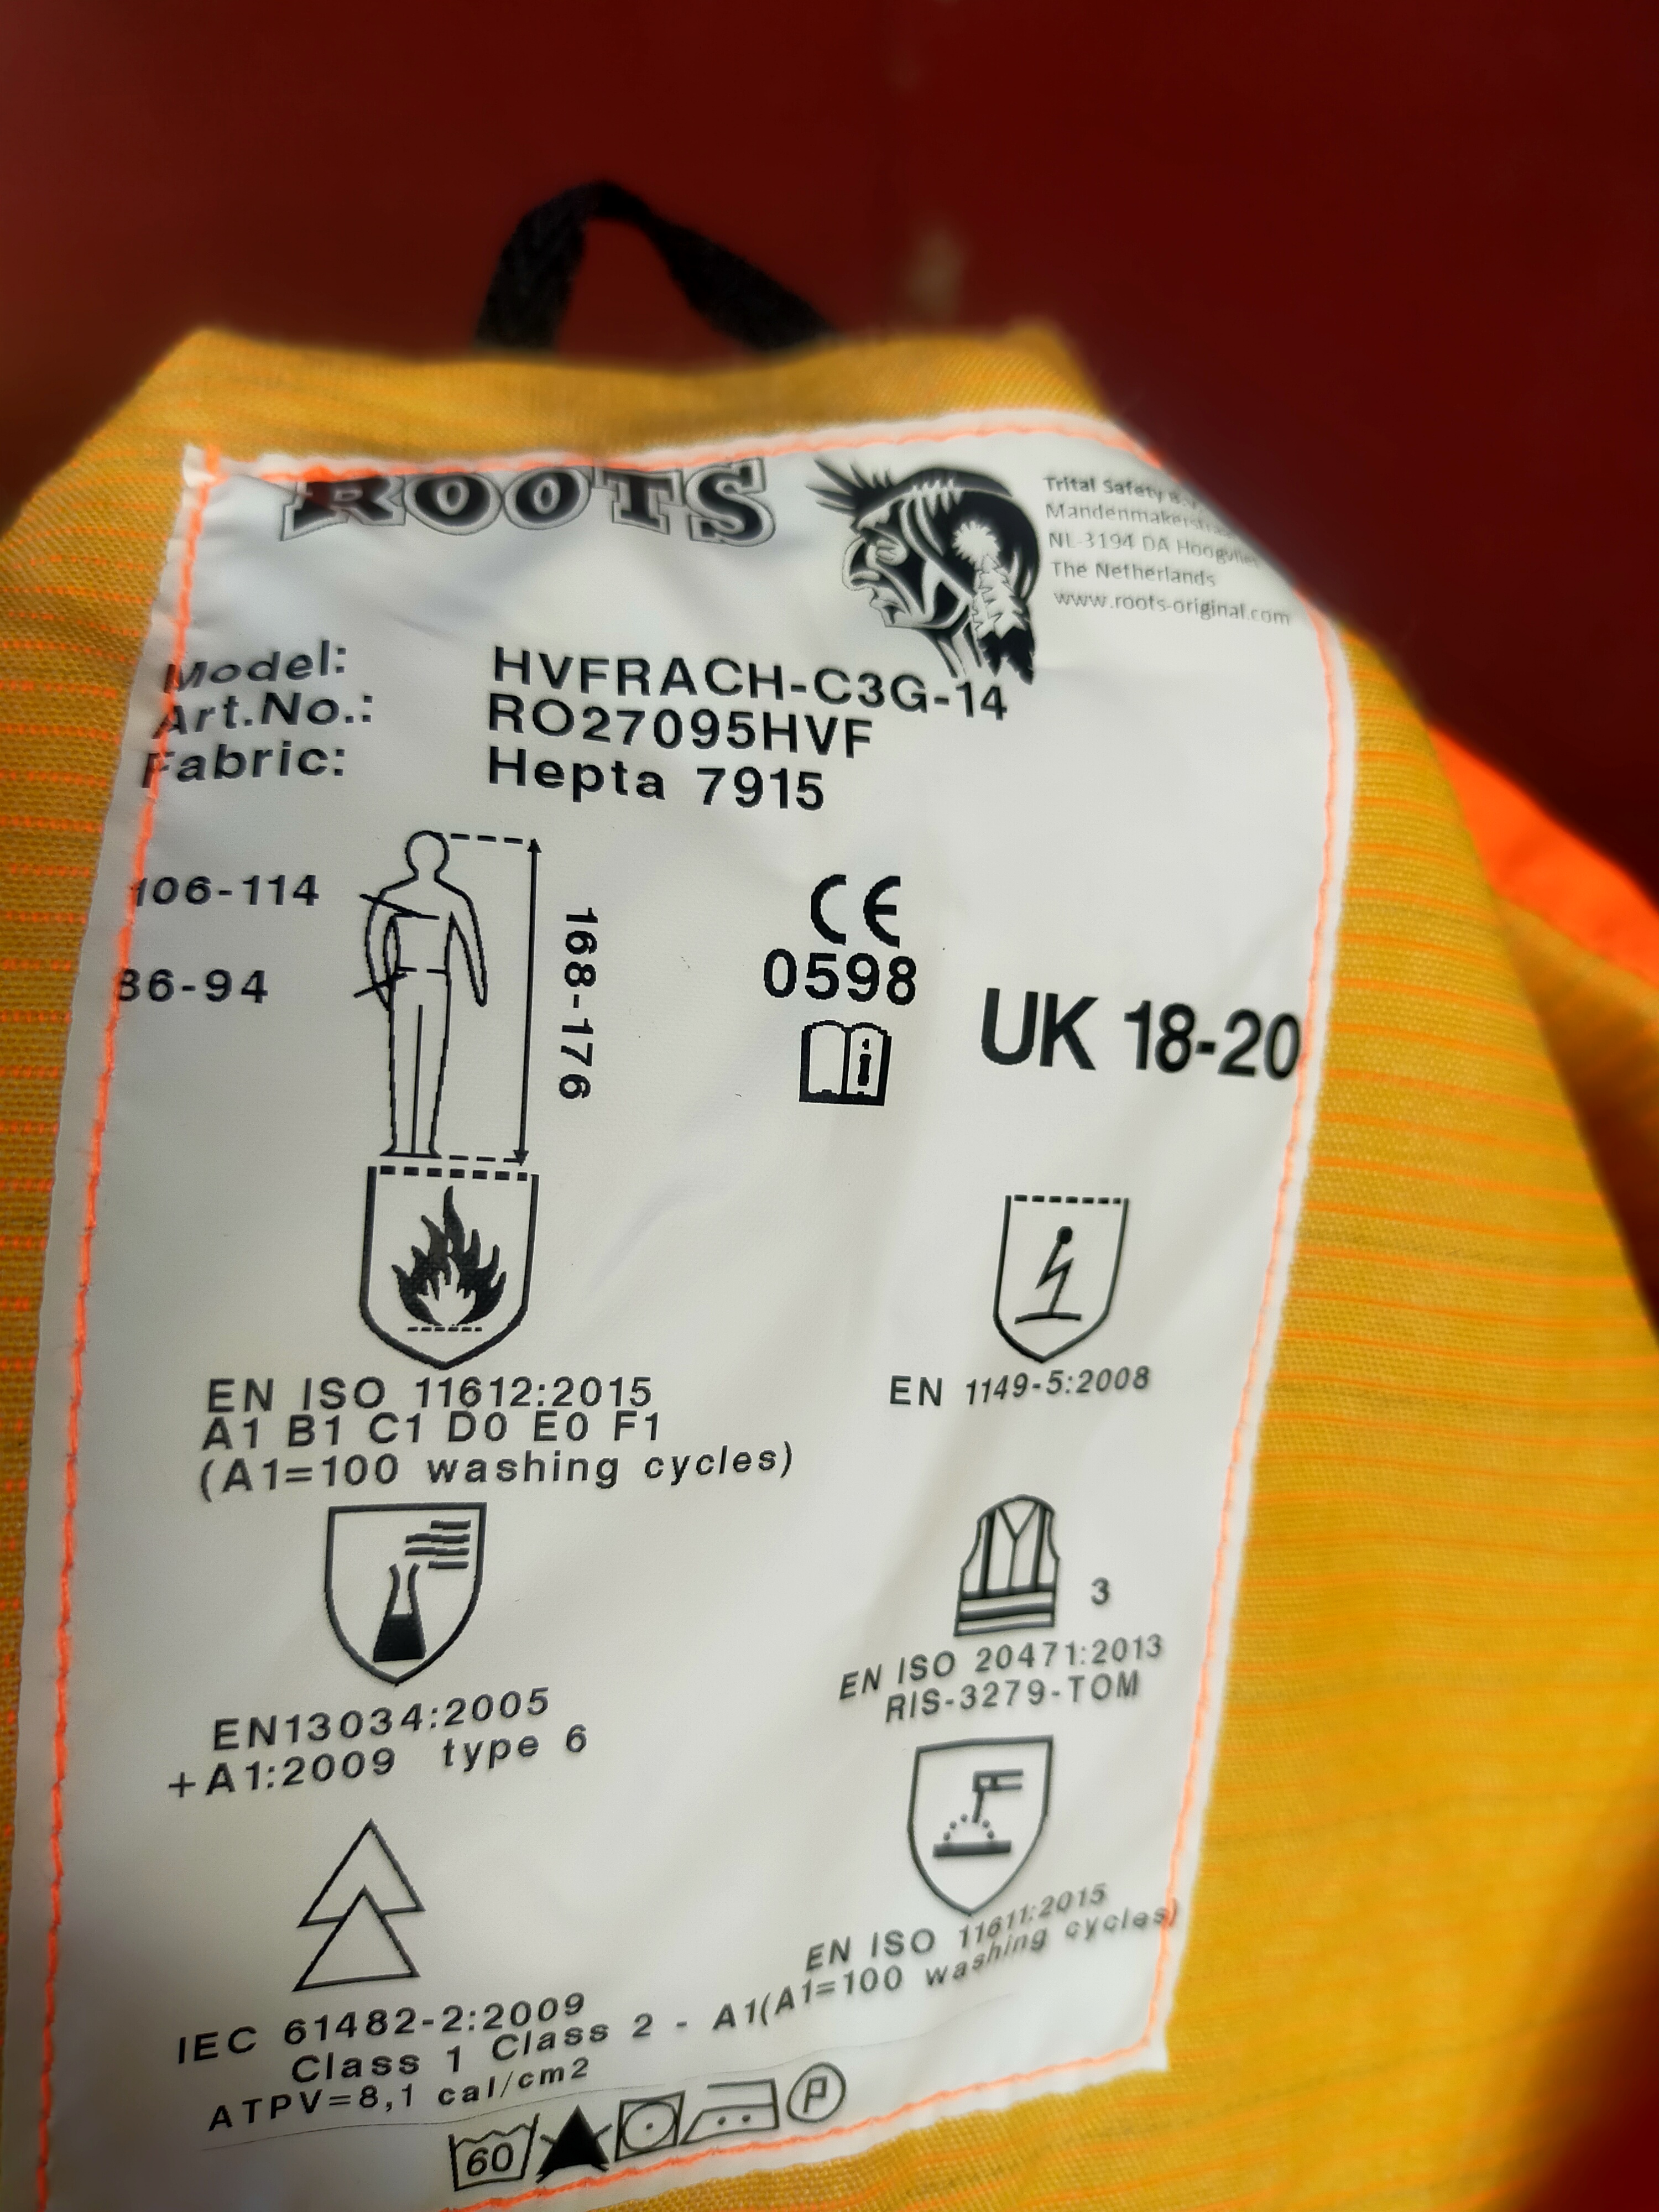 ROOTS
Trital Safety B.V.
NL-3194 DA Hoogvliet
The Netherlands
www.roots-original.com
Model: HVFRACH-C3G-14
Art.No.: RO27095HVF
Fabric: Hepta 7915
106-114
86-94
168-176
CE
0598
i
UK 18-20
EN ISO 11612:2015
A1 B1 C1 D0 E0 F1
(A1=100 washing cycles)
EN 1149-5:2008
EN13034:2005
+A1:2009 type 6
3
EN ISO 20471:2013
RIS-3279-TOM
IEC 61482-2:2009
Class 1
ATPV=8,1 cal/cm2
EN ISO 11611:2015
Class 2 - A1(A1=100 washing cycles)
60
P